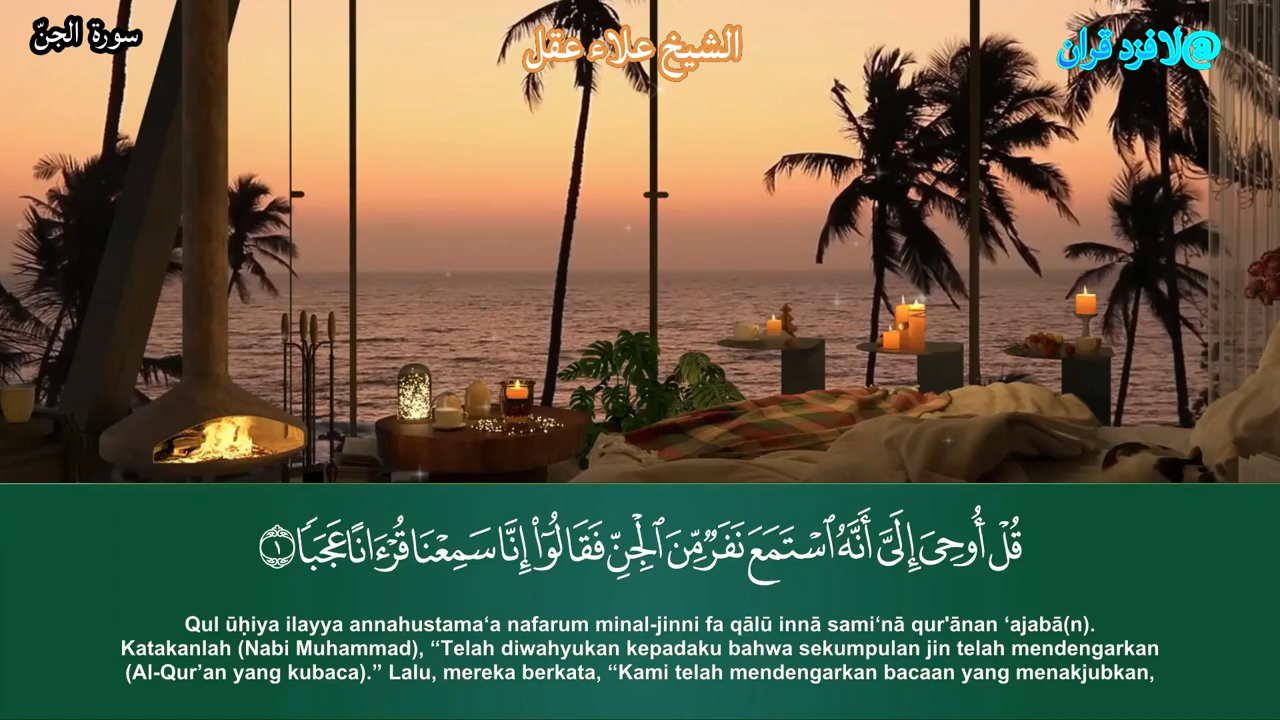 سورة الجنّ
الشيخ علاء عقل
@لا فزد قران
قُلْ أُوحِىَ إِلَىَّ أَنَّهُ ٱسْتَمَعَ نَفَرٌ مِّنَ ٱلْجِنِّ فَقَالُوٓا۟ إِنَّا سَمِعْنَا قُرْءَانًا عَجَبًا ١
Qul ūḥiya ilayya annahustama‘a nafarum minal-jinni fa qālū innā sami‘nā qur'ānan ‘ajabā(n).
Katakanlah (Nabi Muhammad), “Telah diwahyukan kepadaku bahwa sekumpulan jin telah mendengarkan
(Al-Qur’an yang kubaca).” Lalu, mereka berkata, “Kami telah mendengarkan bacaan yang menakjubkan,